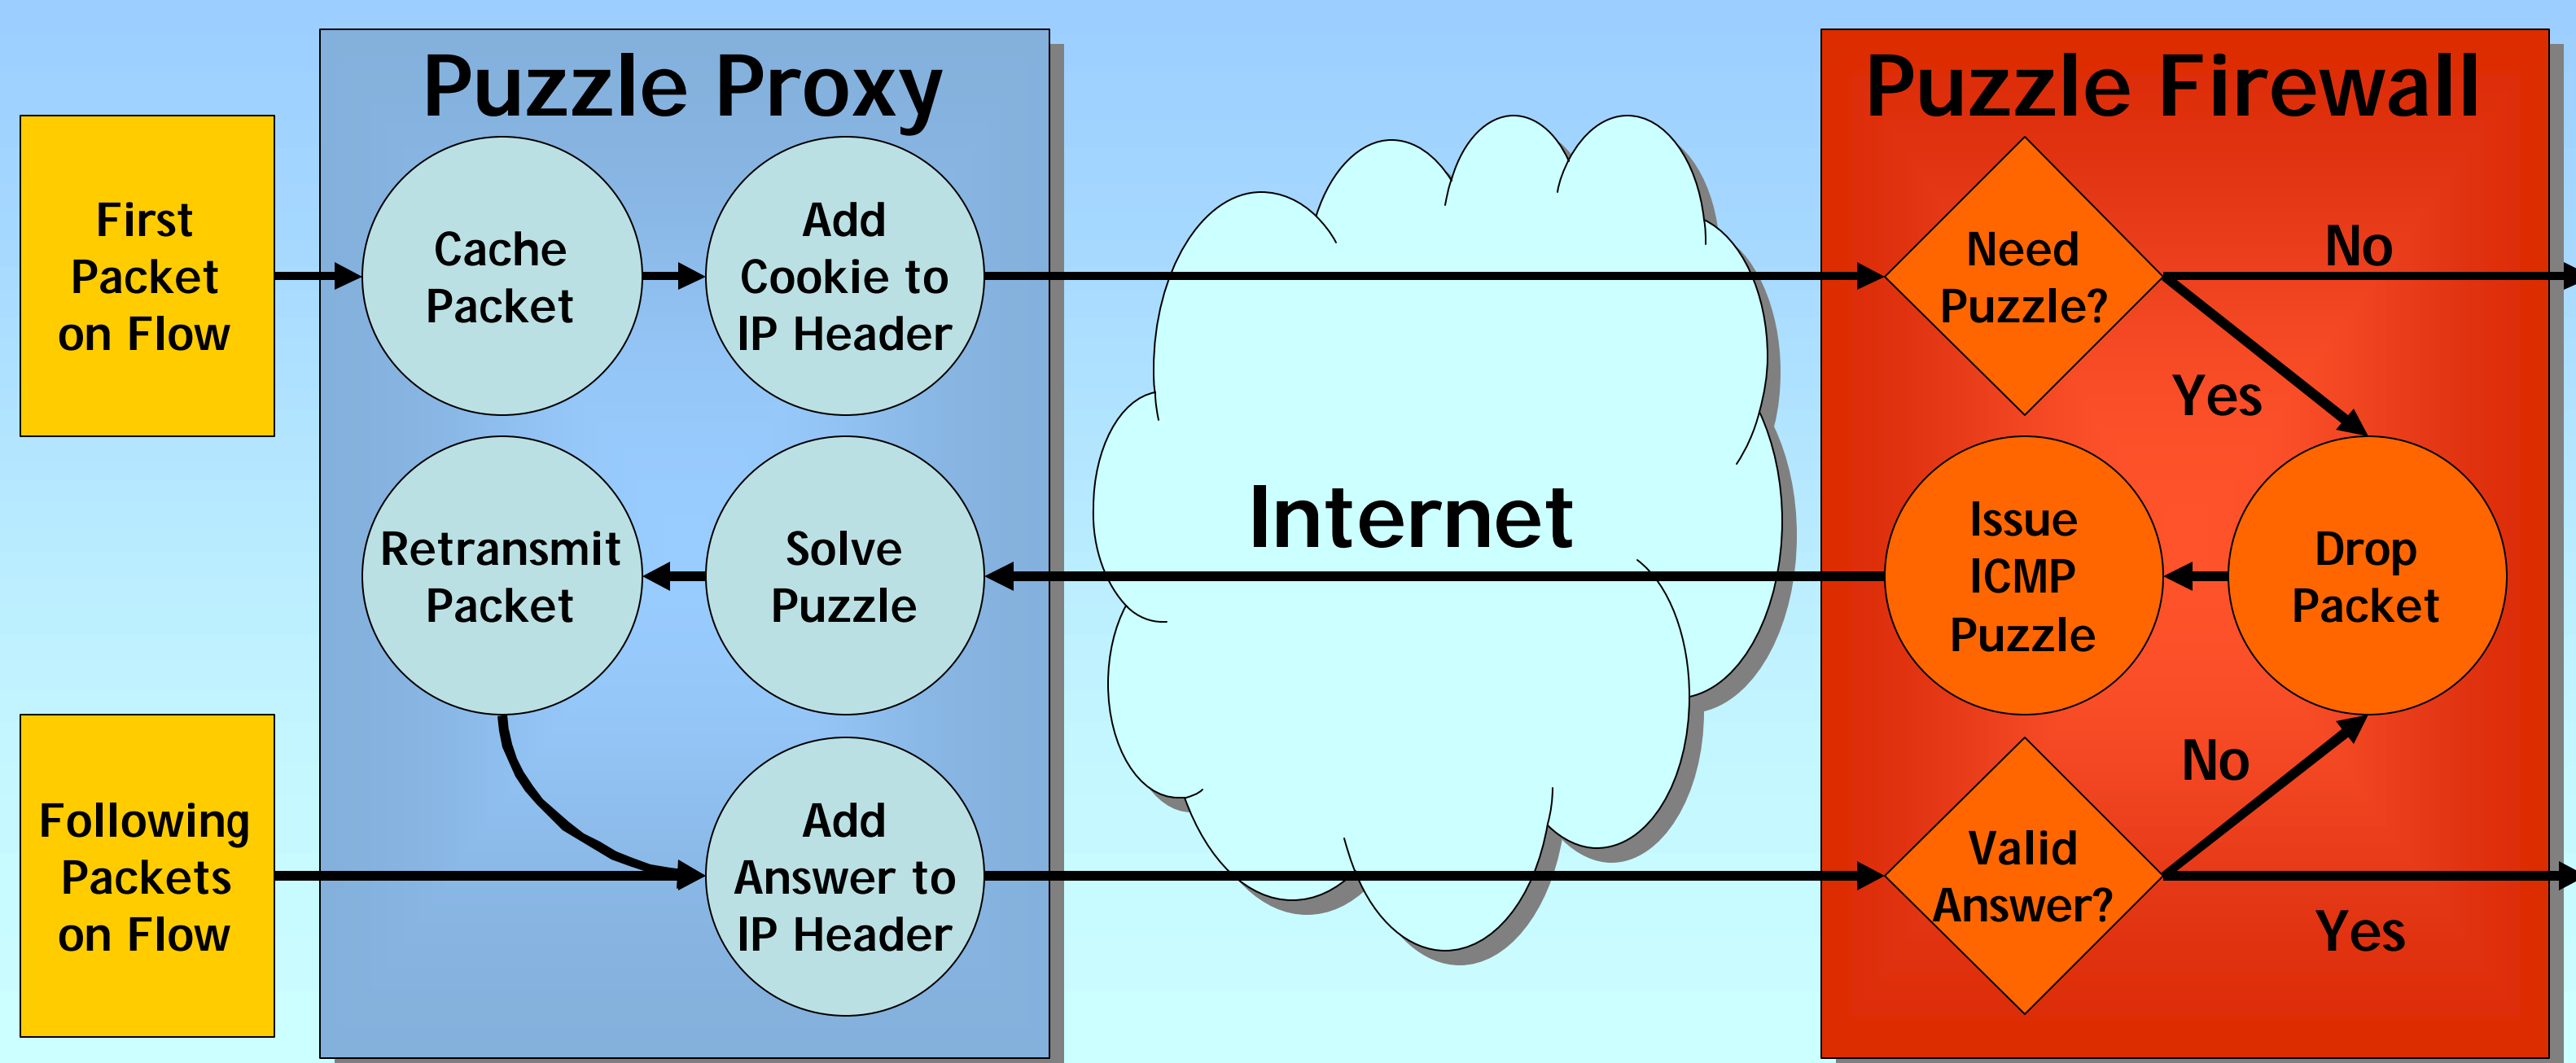 Puzzle Proxy
Puzzle Firewall
First
Packet
on Flow
Cache
Packet
Add
Cookie to
IP Header
Need
Puzzle?
No
Yes
Retransmit
Packet
Solve
Puzzle
Internet
Issue
ICMP
Puzzle
Drop
Packet
Following
Packets
on Flow
Add
Answer to
IP Header
Valid
Answer?
No
Yes